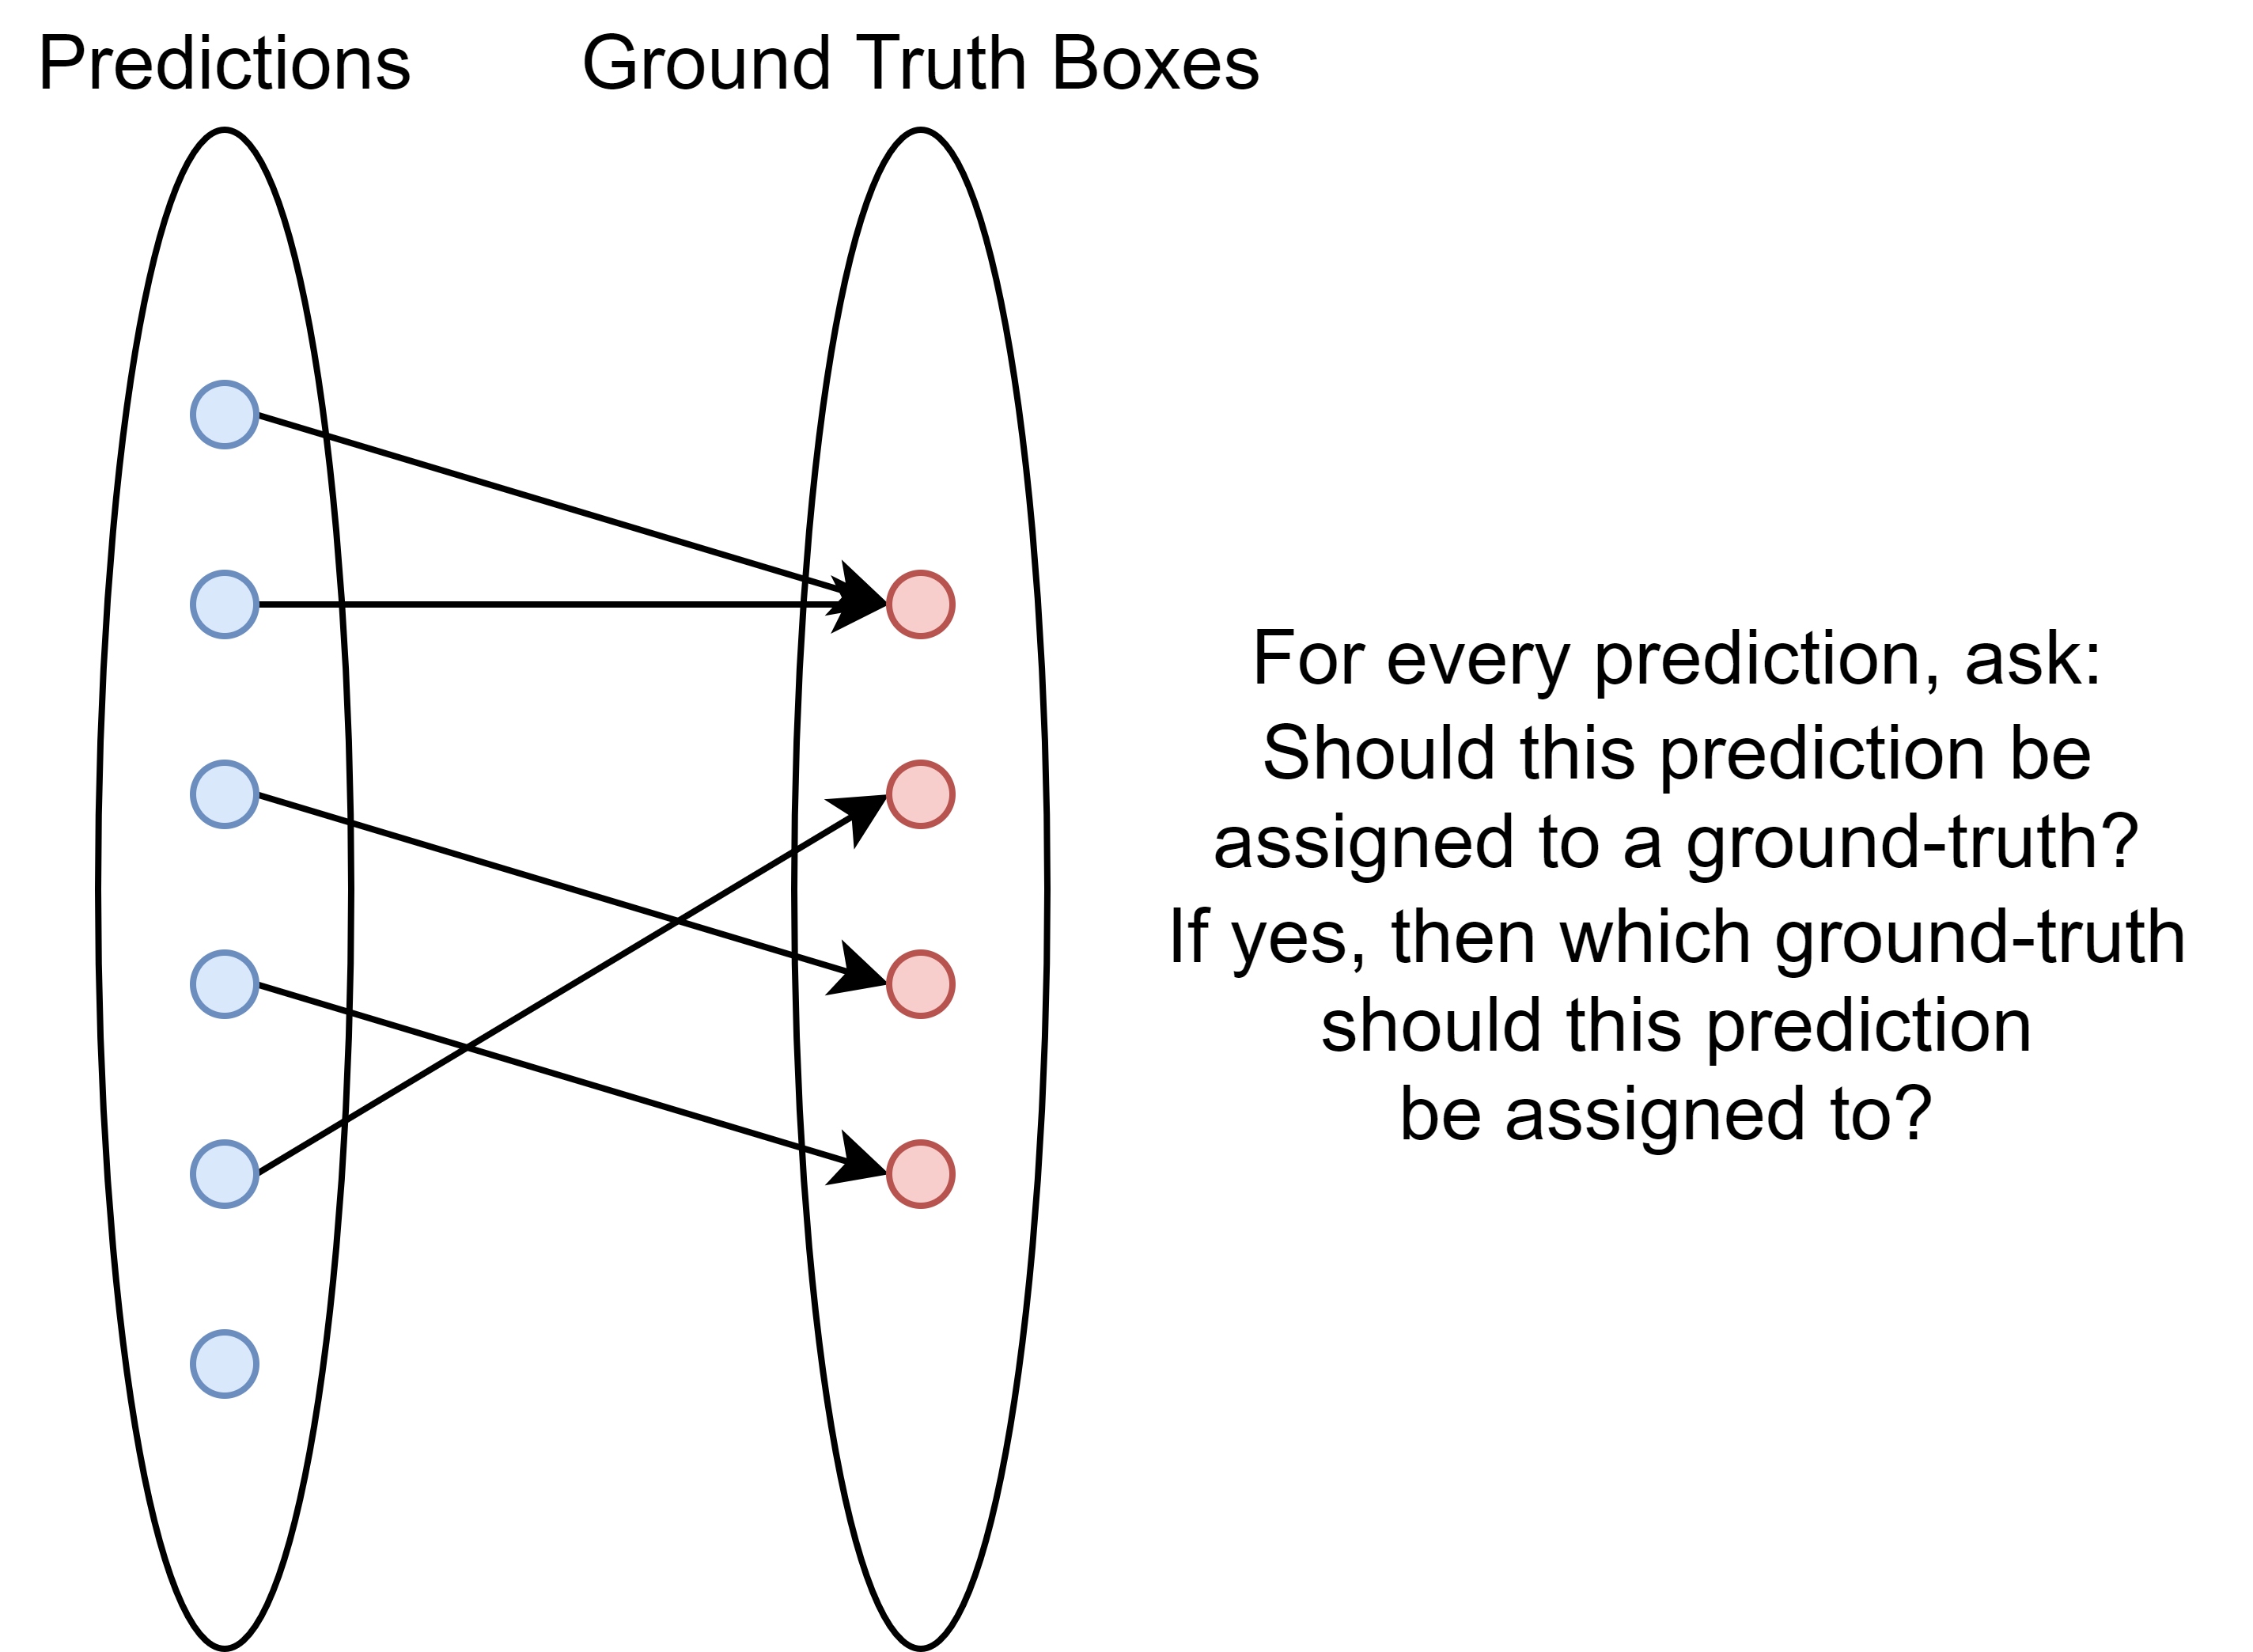 Predictions
Ground Truth Boxes
For every prediction, ask:
Should this prediction be
assigned to a ground-truth?
If yes, then which ground-truth
should this prediction
be assigned to?